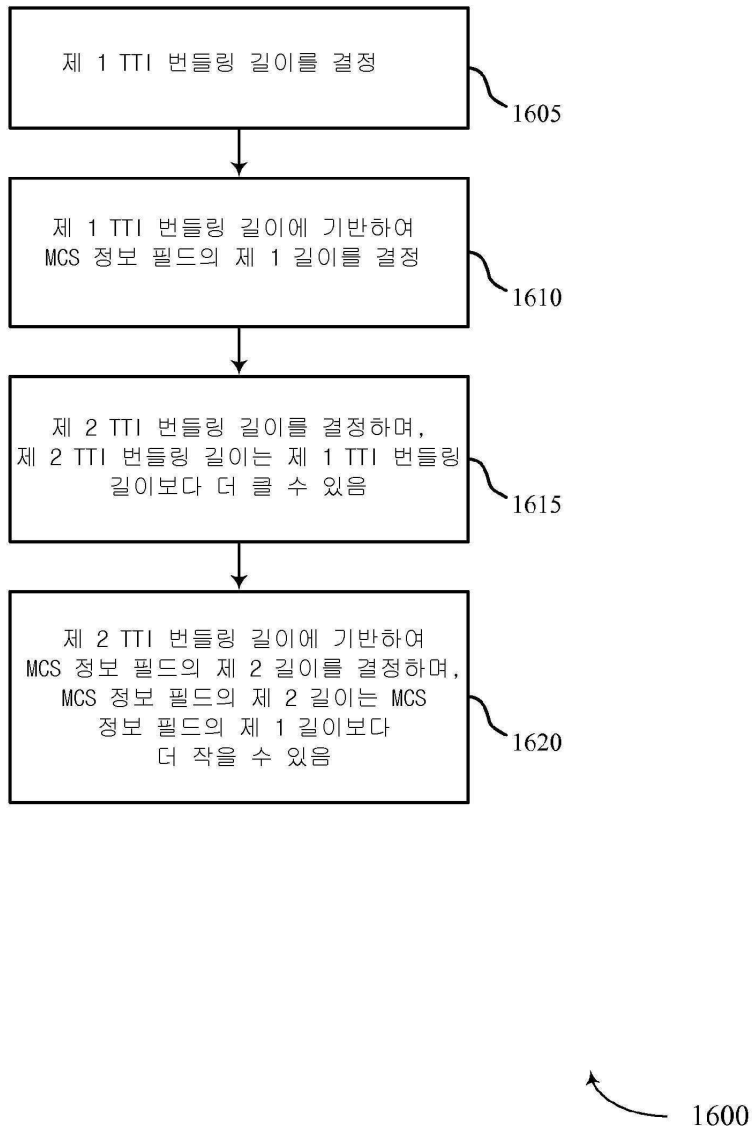 제 1 TTI 번들링 길이를 결정
1605
제 1 TTI 번들링 길이에 기반하여
MCS 정보 필드의 제 1 길이를 결정
1610
제 2 TTI 번들링 길이를 결정하며,
제 2 TTI 번들링 길이는 제 1 TTI 번들링
길이보다 더 클 수 있음
1615
제 2 TTI 번들링 길이에 기반하여
MCS 정보 필드의 제 2 길이를 결정하며,
MCS 정보 필드의 제 2 길이는 MCS
정보 필드의 제 1 길이보다
더 작을 수 있음
1620
1600